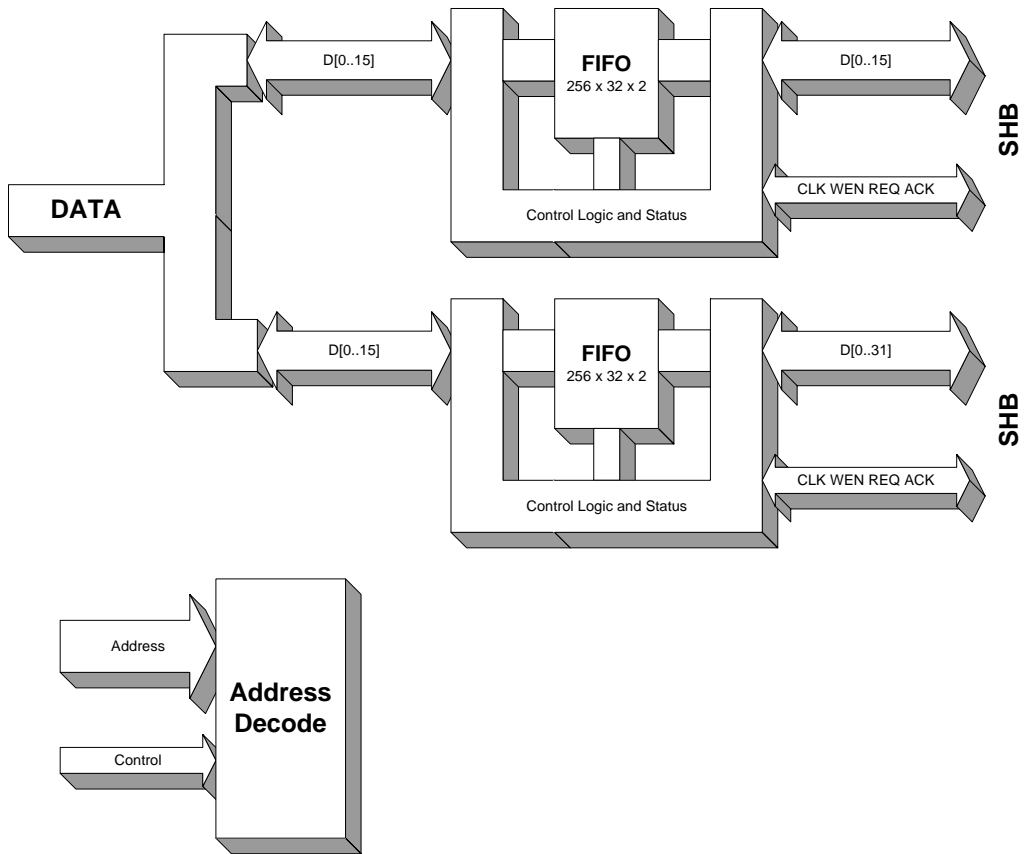 D[0..15]
FIFO
256 x 32 x 2
D[0..15]
SHB
DATA
CLK WEN REQ ACK
Control Logic and Status
D[0..15]
FIFO
256 x 32 x 2
D[0..31]
SHB
CLK WEN REQ ACK
Control Logic and Status
Address
Address
Decode
Control